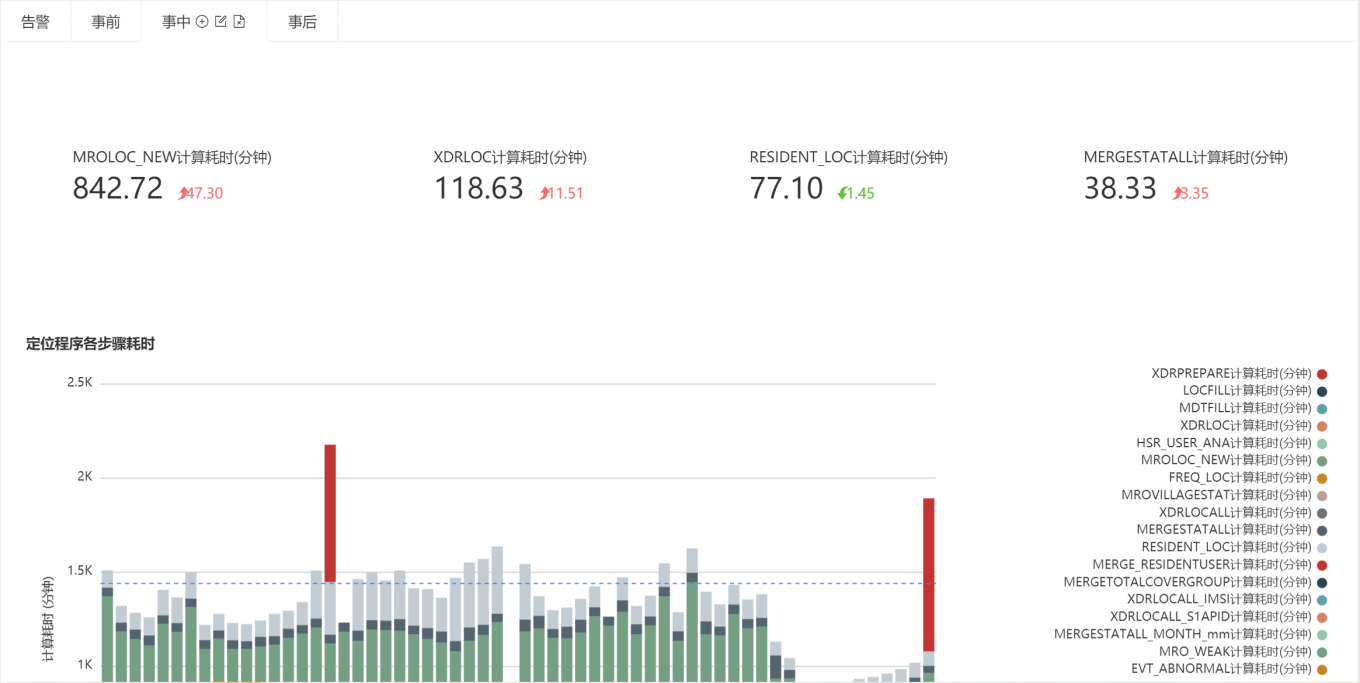 告警 事前 事中 事后
MROLOC_NEW计算耗时(分钟) XDRLOC计算耗时(分钟) RESIDENT_LOC计算耗时(分钟) MERGESTATALL计算耗时(分钟)
842.72 47.30 118.63 11.51 77.10 1.45 38.33 3.35
定位程序各步骤耗时
2.5K
2K
1.5K
1K
计算耗时 (分钟)
XDRPREPARE计算耗时(分钟)
LOCFILL计算耗时(分钟)
MDTFILL计算耗时(分钟)
XDRLOC计算耗时(分钟)
HSR_USER_ANA计算耗时(分钟)
MROLOC_NEW计算耗时(分钟)
FREQ_LOC计算耗时(分钟)
MROVILLAGESTAT计算耗时(分钟)
XDRLOCALL计算耗时(分钟)
MERGESTATALL计算耗时(分钟)
RESIDENT_LOC计算耗时(分钟)
MERGE_RESIDENTUSER计算耗时(分钟)
MERGETOTALCOVERGROUP计算耗时(分钟)
XDRLOCALL_IMSI计算耗时(分钟)
XDRLOCALL_S1APID计算耗时(分钟)
MERGESTATALL_MONTH_mm计算耗时(分钟)
MRO_WEAK计算耗时(分钟)
EVT_ABNORMAL计算耗时(分钟)